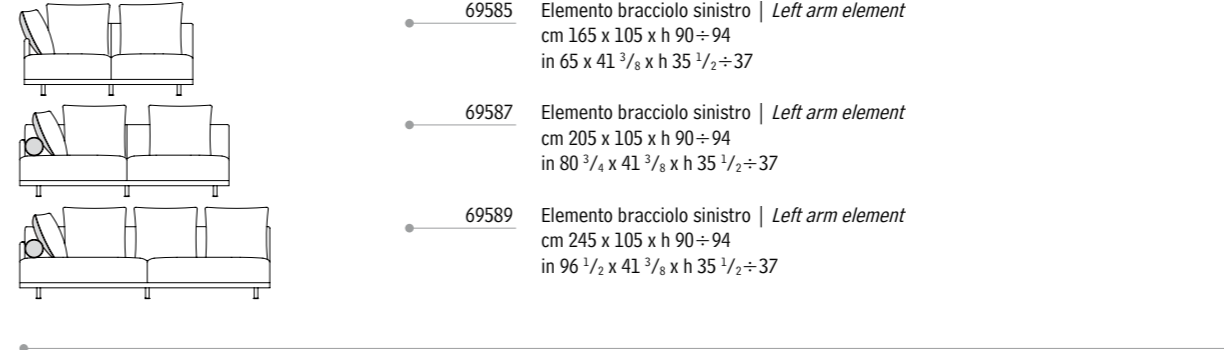 69585 Elemento bracciolo sinistro | Left arm element
cm 165 x 105 x h 90÷94
in 65 x 41 3/8 x h 35 1/2÷37
69587 Elemento bracciolo sinistro | Left arm element
cm 205 x 105 x h 90÷94
in 80 3/4 x 41 3/8 x h 35 1/2÷37
69589 Elemento bracciolo sinistro | Left arm element
cm 245 x 105 x h 90÷94
in 96 1/2 x 41 3/8 x h 35 1/2÷37